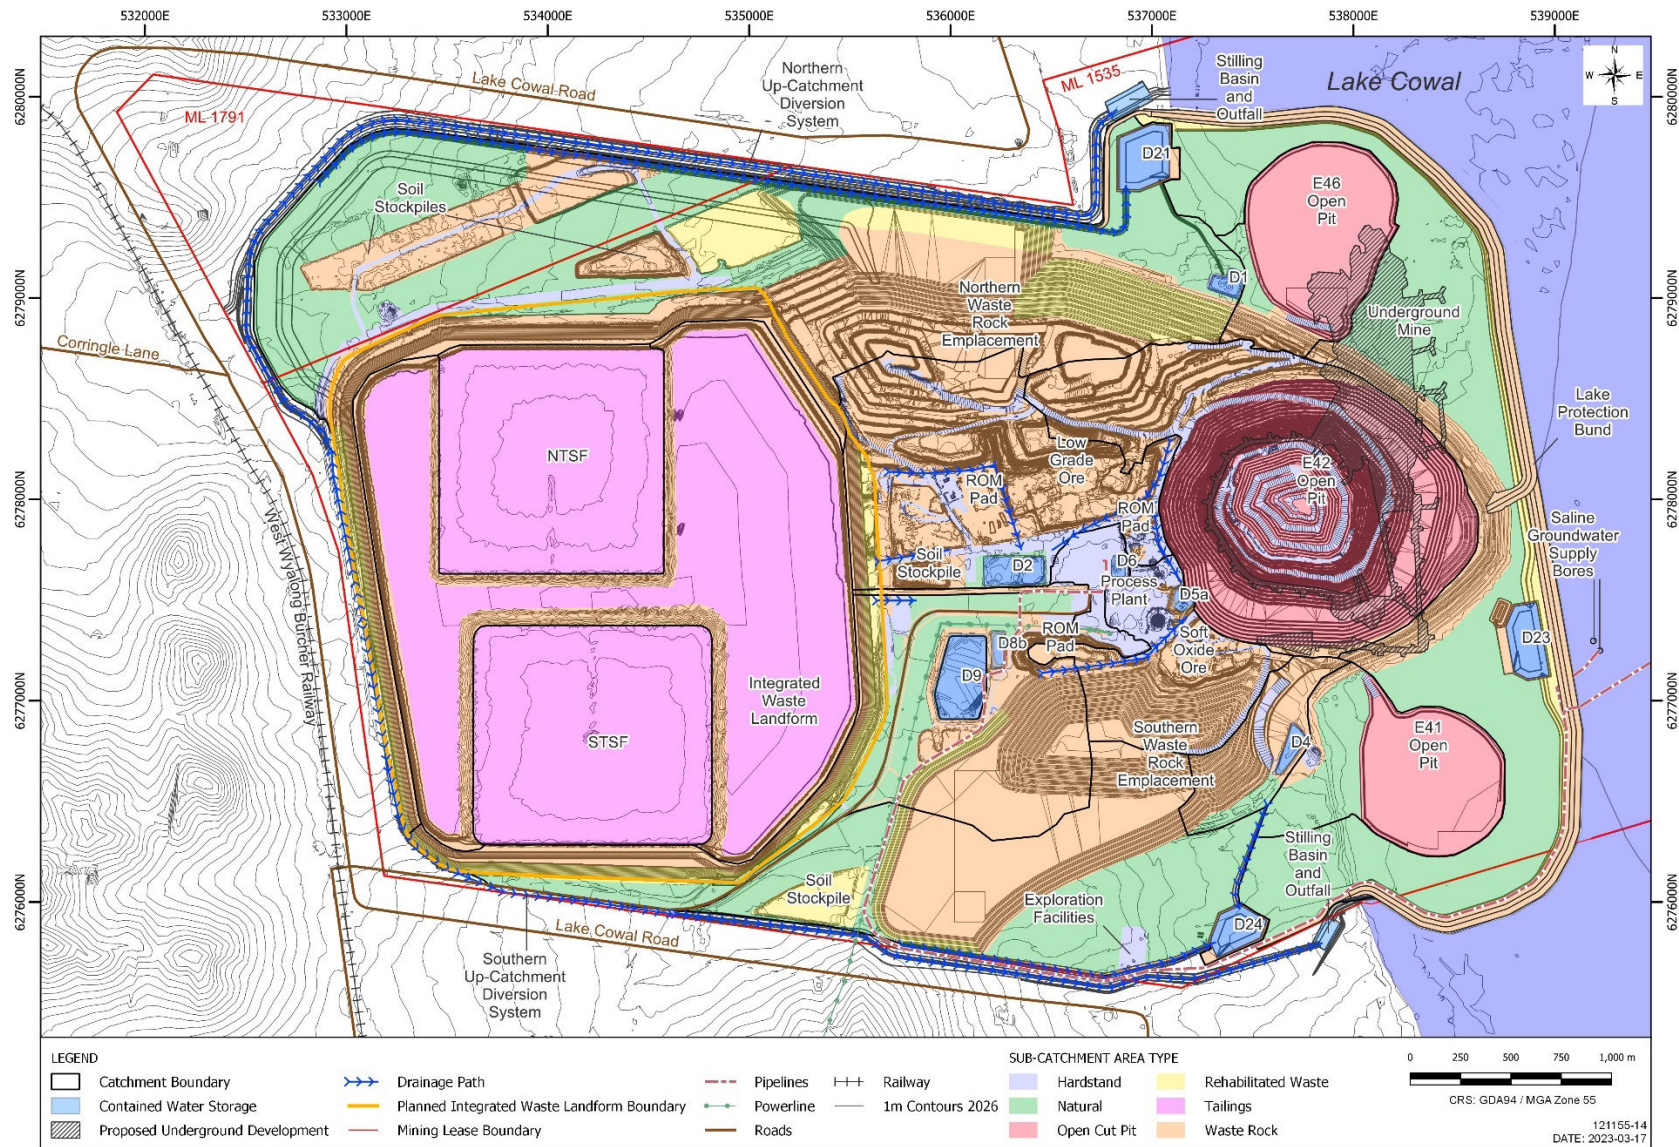 532000E 533000E 534000E 535000E 536000E 537000E 538000E 539000E
6280000N
6279000N
6278000N
6277000N
6276000N
6280000N
6279000N
6278000N
6277000N
6276000N
Lake Cowal Road
ML 1791
Northern
Up-Catchment
Diversion
System
ML 1535
Stilling
Basin
and
Outfall
Lake Cowal
N
W E
S
D21
Soil
Stockpiles
E46
Open
Pit
D1
Northern
Waste
Rock
Emplacement
Underground
Mine
Corringle Lane
Lake
Protection
Bund
NTSF
Low
Grade
Ore
ROM
Pad
E42
Open
Pit
ROM
Pad
Saline
Groundwater
Supply
Bores
West Wyalong Burcher Railway
Soil
Stockpile
D2
D6
Process
Plant
D5a
D8b
ROM
Pad
Soft
Oxide
Ore
D23
D9
Integrated
Waste
Landform
STSF
Southern
Waste
Rock
Emplacement
D4
E41
Open
Pit
Stilling
Basin
and
Outfall
Soil
Stockpile
Exploration
Facilities
D24
Lake Cowal Road
Southern
Up-Catchment
Diversion
System
LEGEND
Catchment Boundary
Contained Water Storage
Proposed Underground Development
Drainage Path
Planned Integrated Waste Landform Boundary
Mining Lease Boundary
Pipelines
Powerline
Roads
Railway
1m Contours 2026
SUB-CATCHMENT AREA TYPE
Hardstand
Natural
Open Cut Pit
Rehabilitated Waste
Tailings
Waste Rock
0 250 500 750 1,000 m
CRS: GDA94 / MGA Zone 55
121155-14
DATE: 2023-03-17